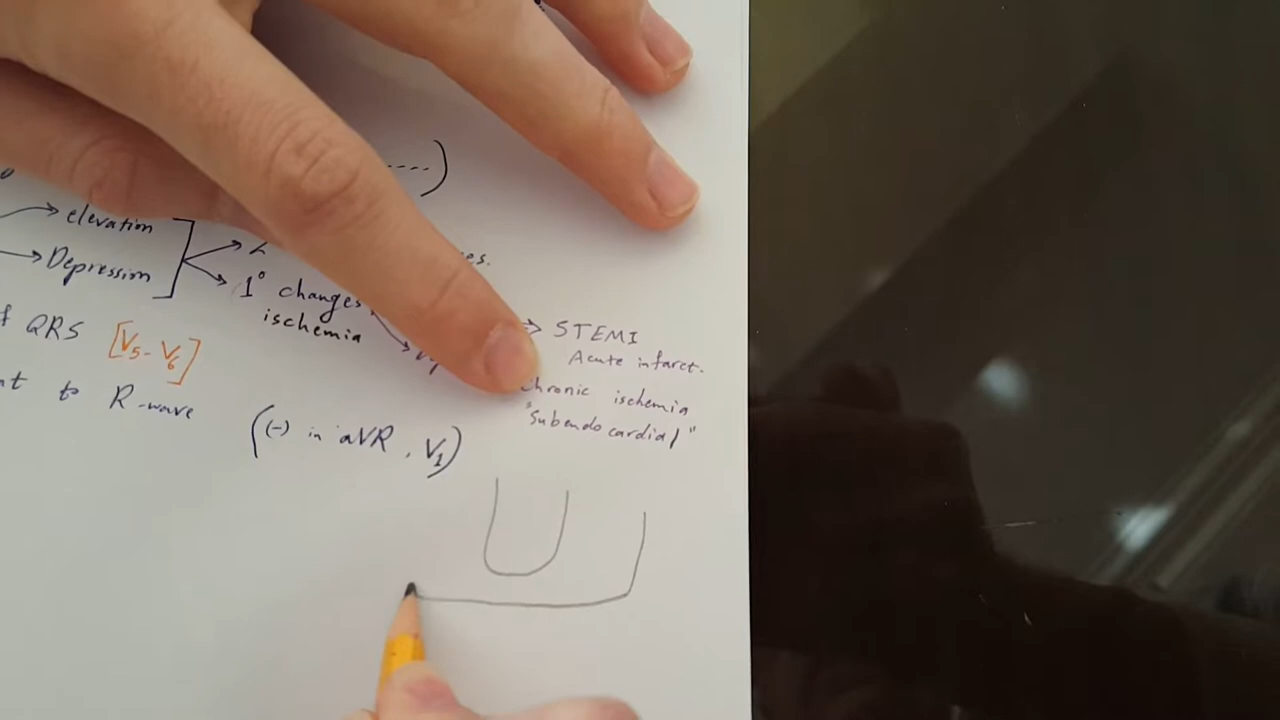 elevation
Depression
1° changes
ischemia
STEMI
Acute infarct.
chronic ischemia
"Subendocardial"
QRS [V5-V6]
to R-wave
((-) in aVR, V1)